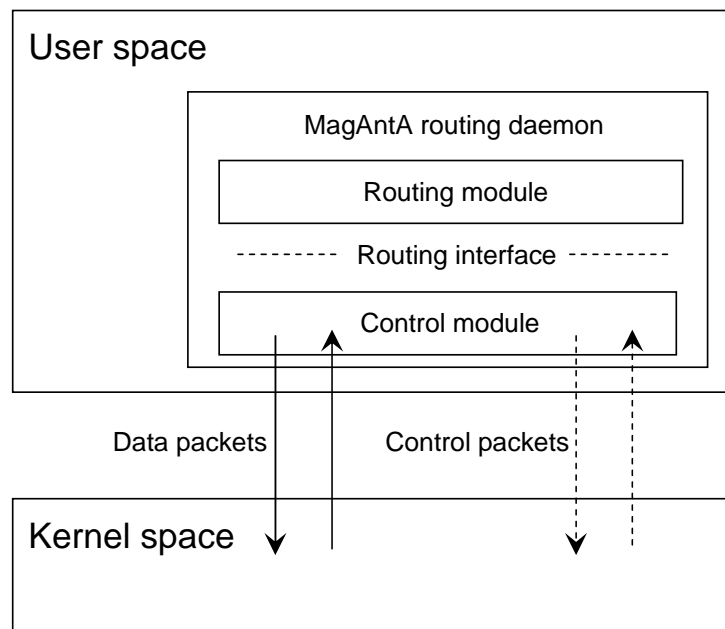 User space
MagAntA routing daemon
Routing module
Routing interface
Control module
Data packets
Control packets
Kernel space